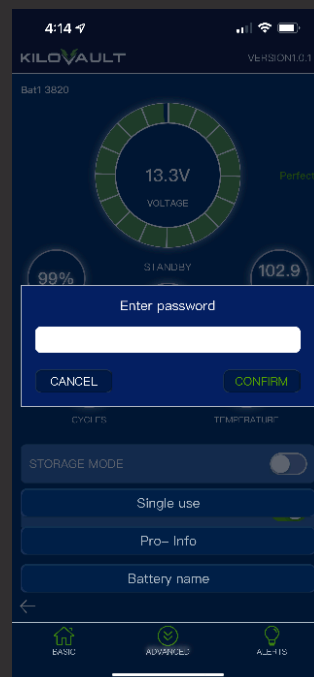 4:14
KILOVAULT
VERSION1.0.1
Bat1 3820
13.3V
Perfect
VOLTAGE
STANDBY
99%
102.9
Enter password
CANCEL
CONFIRM
CYCLES
TEMPERATURE
STORAGE MODE
Single use
Pro- Info
Battery name
BASIC
ADVANCED
ALERTS